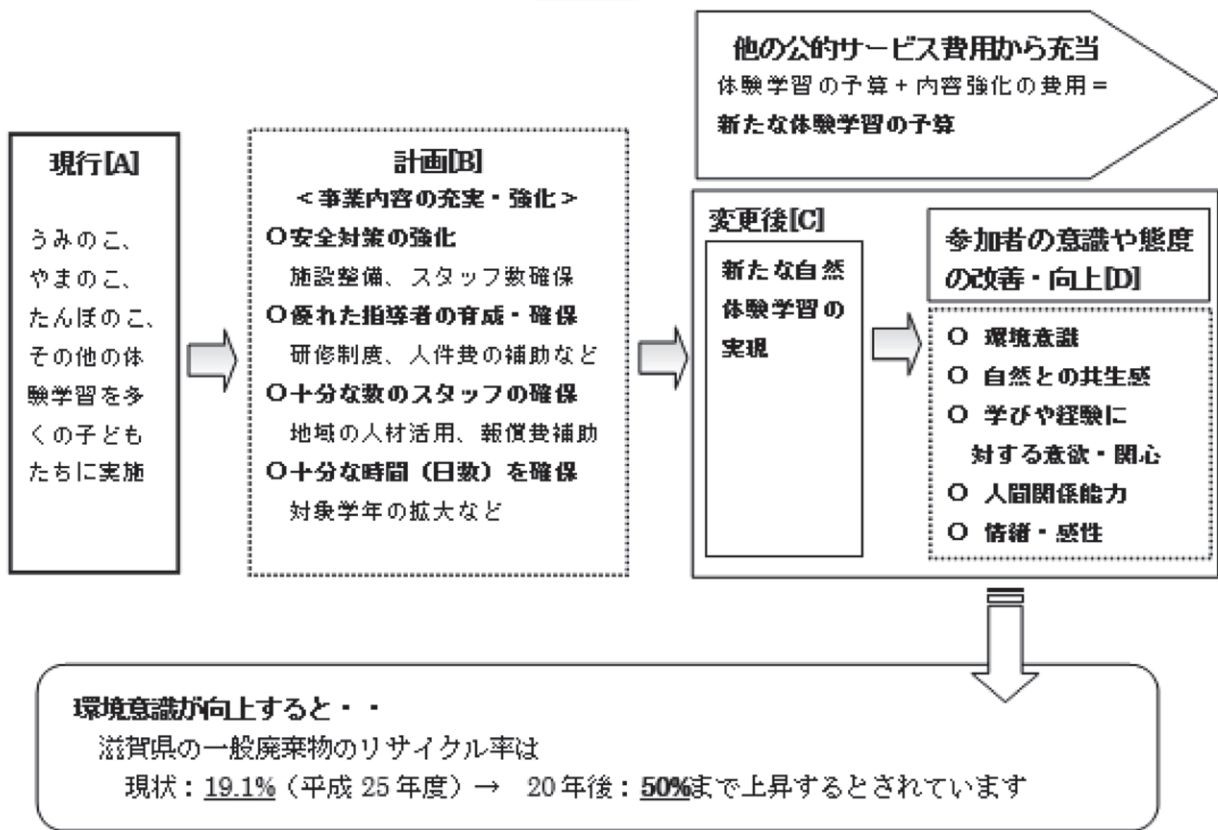 他の公的サービス費用から充当
体験学習の予算+内容強化の費用=
新たな体験学習の予算
現行[A]
うみのこ、
やまのこ、
たんぼのこ、
その他の体
験学習を多
くの子ども
たちに実施
計画[B]
<事業内容の充実・強化>
○安全対策の強化
施設整備、スタッフ数確保
○優れた指導者の育成・確保
研修制度、人件費の補助など
○十分な数のスタッフの確保
地域の人材活用、報償費補助
○十分な時間(日数)を確保
対象学年の拡大など
変更後[C]
新たな自然
体験学習の
実現
参加者の意識や態度
の改善・向上[D]
○ 環境意識
○ 自然との共生感
○ 学びや経験に
対する意欲・関心
○ 人間関係能力
○ 情緒・感性
環境意識が向上すると・・
滋賀県の一般廃棄物のリサイクル率は
現状:19.1%(平成25年度)→ 20年後:50%まで上昇するとされています